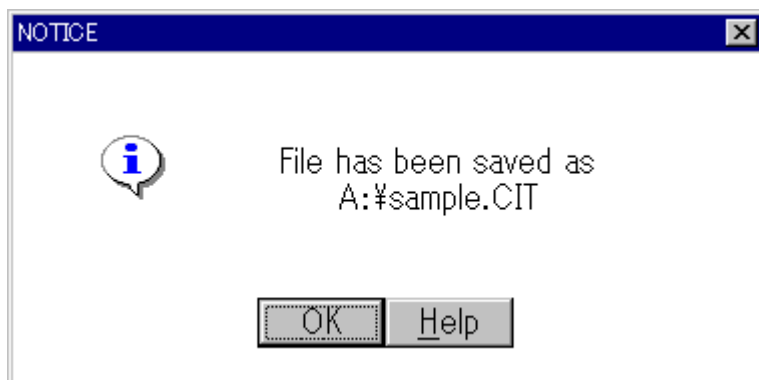 NOTICE
File has been saved as
A:¥sample.CIT
OK
Help